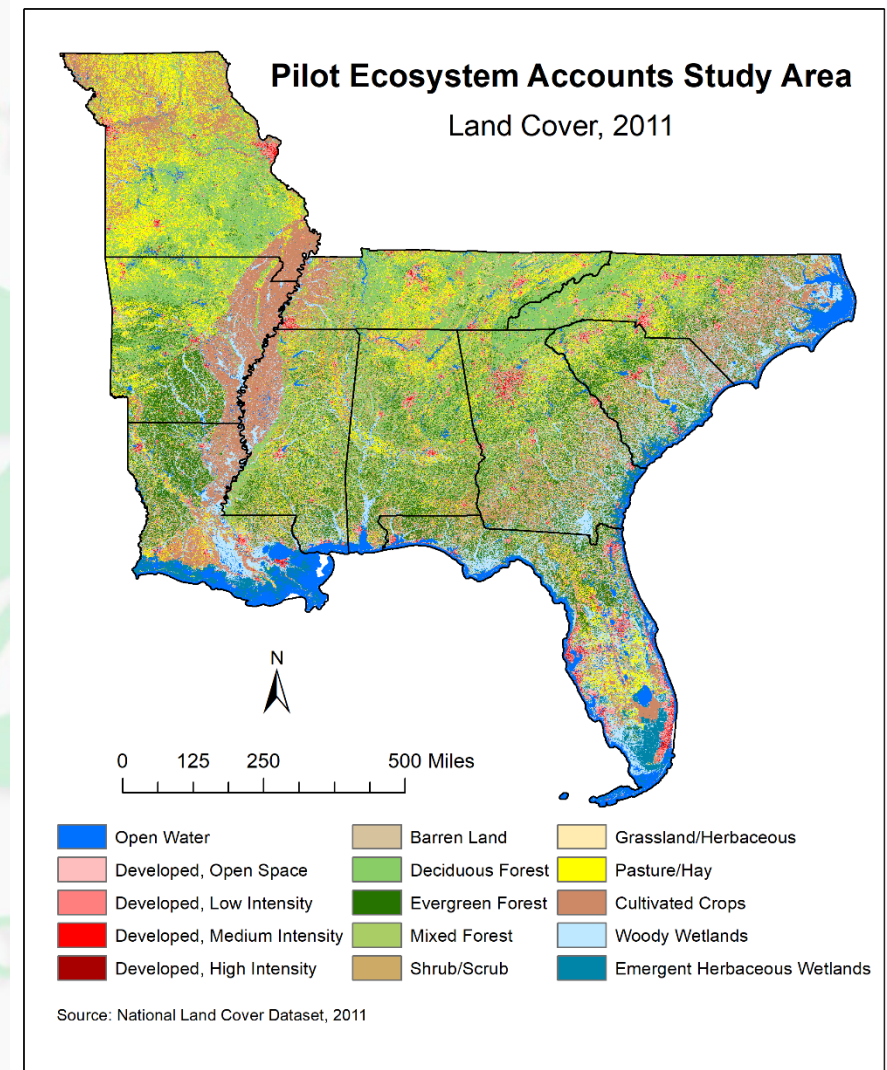 Pilot Ecosystem Accounts Study Area
Land Cover, 2011
N
0 125 250 500 Miles
Open Water
Developed, Open Space
Developed, Low Intensity
Developed, Medium Intensity
Developed, High Intensity
Barren Land
Deciduous Forest
Evergreen Forest
Mixed Forest
Shrub/Scrub
Grassland/Herbaceous
Pasture/Hay
Cultivated Crops
Woody Wetlands
Emergent Herbaceous Wetlands
Source: National Land Cover Dataset, 2011